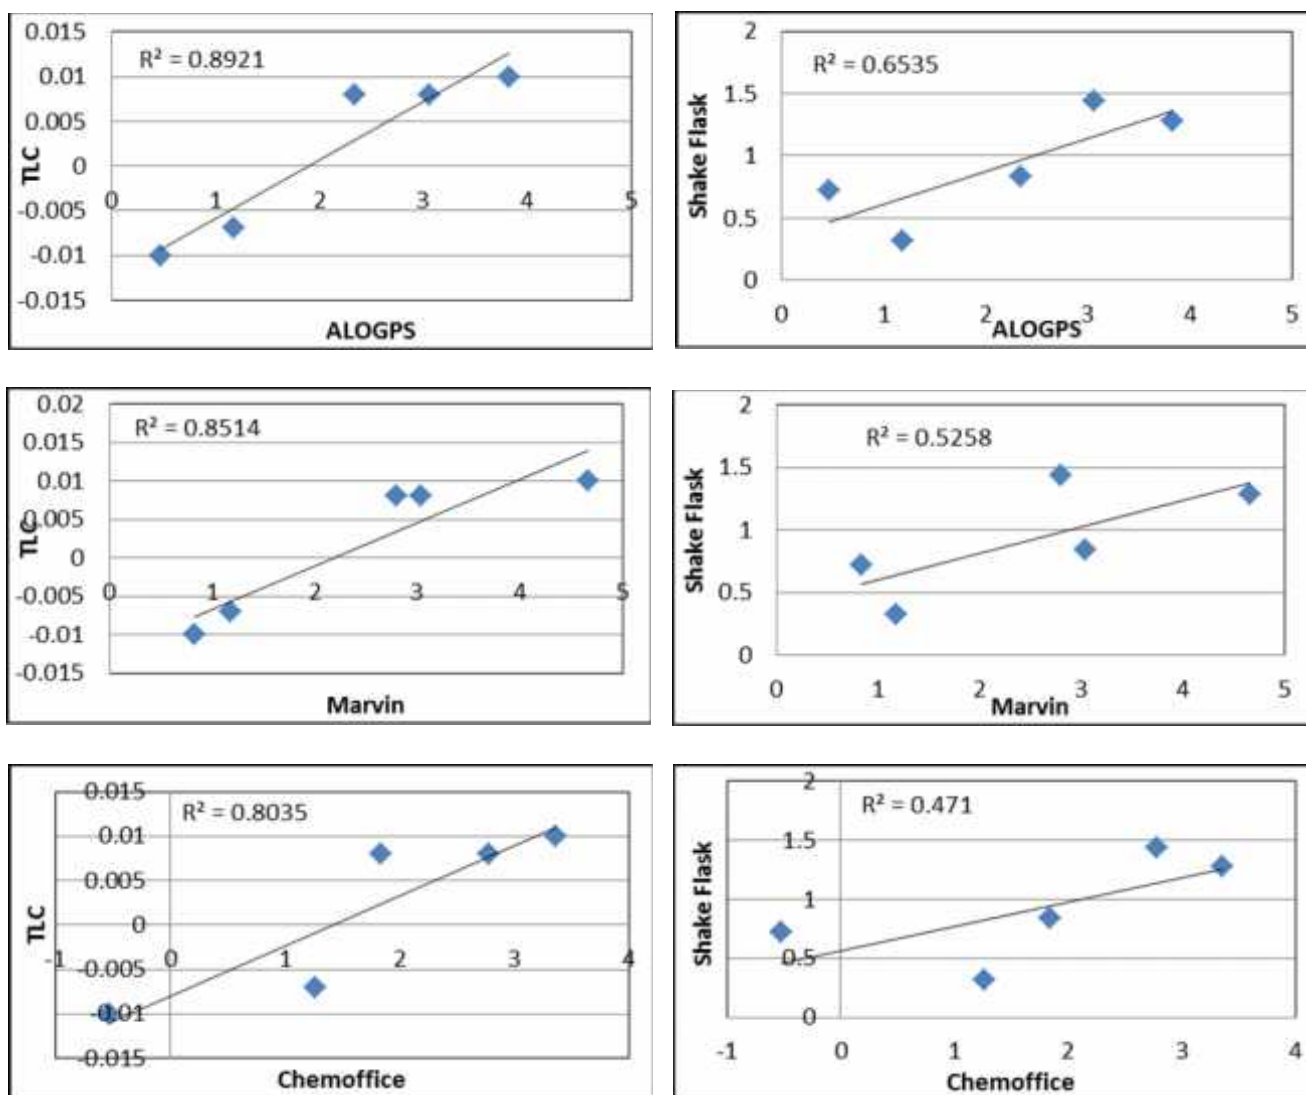 0.015
R² = 0.8921
0.01
0.005
TLC
0
0 1 2 3 4 5
-0.005
-0.01
-0.015
ALOGPS
2
R² = 0.6535
1.5
Shake Flask
1
0.5
0
0 1 2 3 4 5
ALOGPS
0.02
R² = 0.8514
0.015
0.01
0.005
TLC
0
0 1 2 3 4 5
-0.005
-0.01
-0.015
Marvin
2
R² = 0.5258
1.5
Shake Flask
1
0.5
0
0 1 2 3 4 5
Marvin
0.015
R² = 0.8035
0.01
0.005
TLC
0
-1 0 1 2 3 4
-0.005
-0.01
-0.015
Chemoffice
2
R² = 0.471
1.5
Shake Flask
1
0.5
0
-1 0 1 2 3 4
Chemoffice